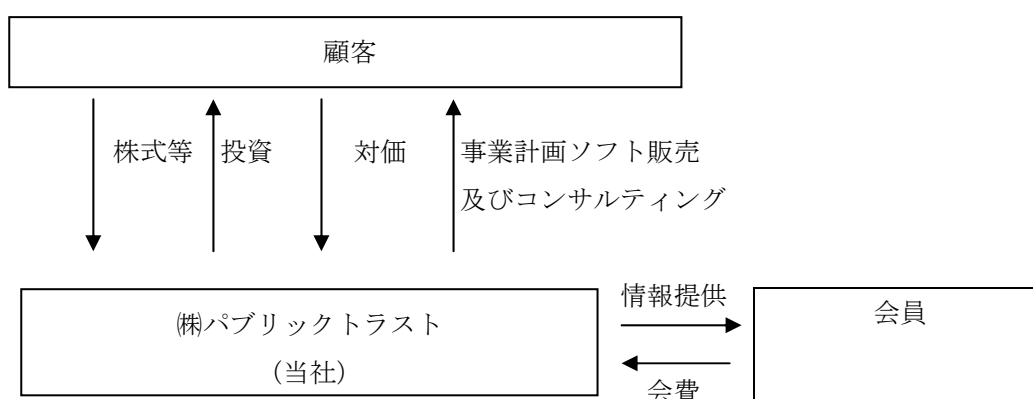 顧客
株式等
投資
対価
事業計画ソフト販売
及びコンサルティング
㈱パブリックトラスト
(当社)
情報提供
会費
会員